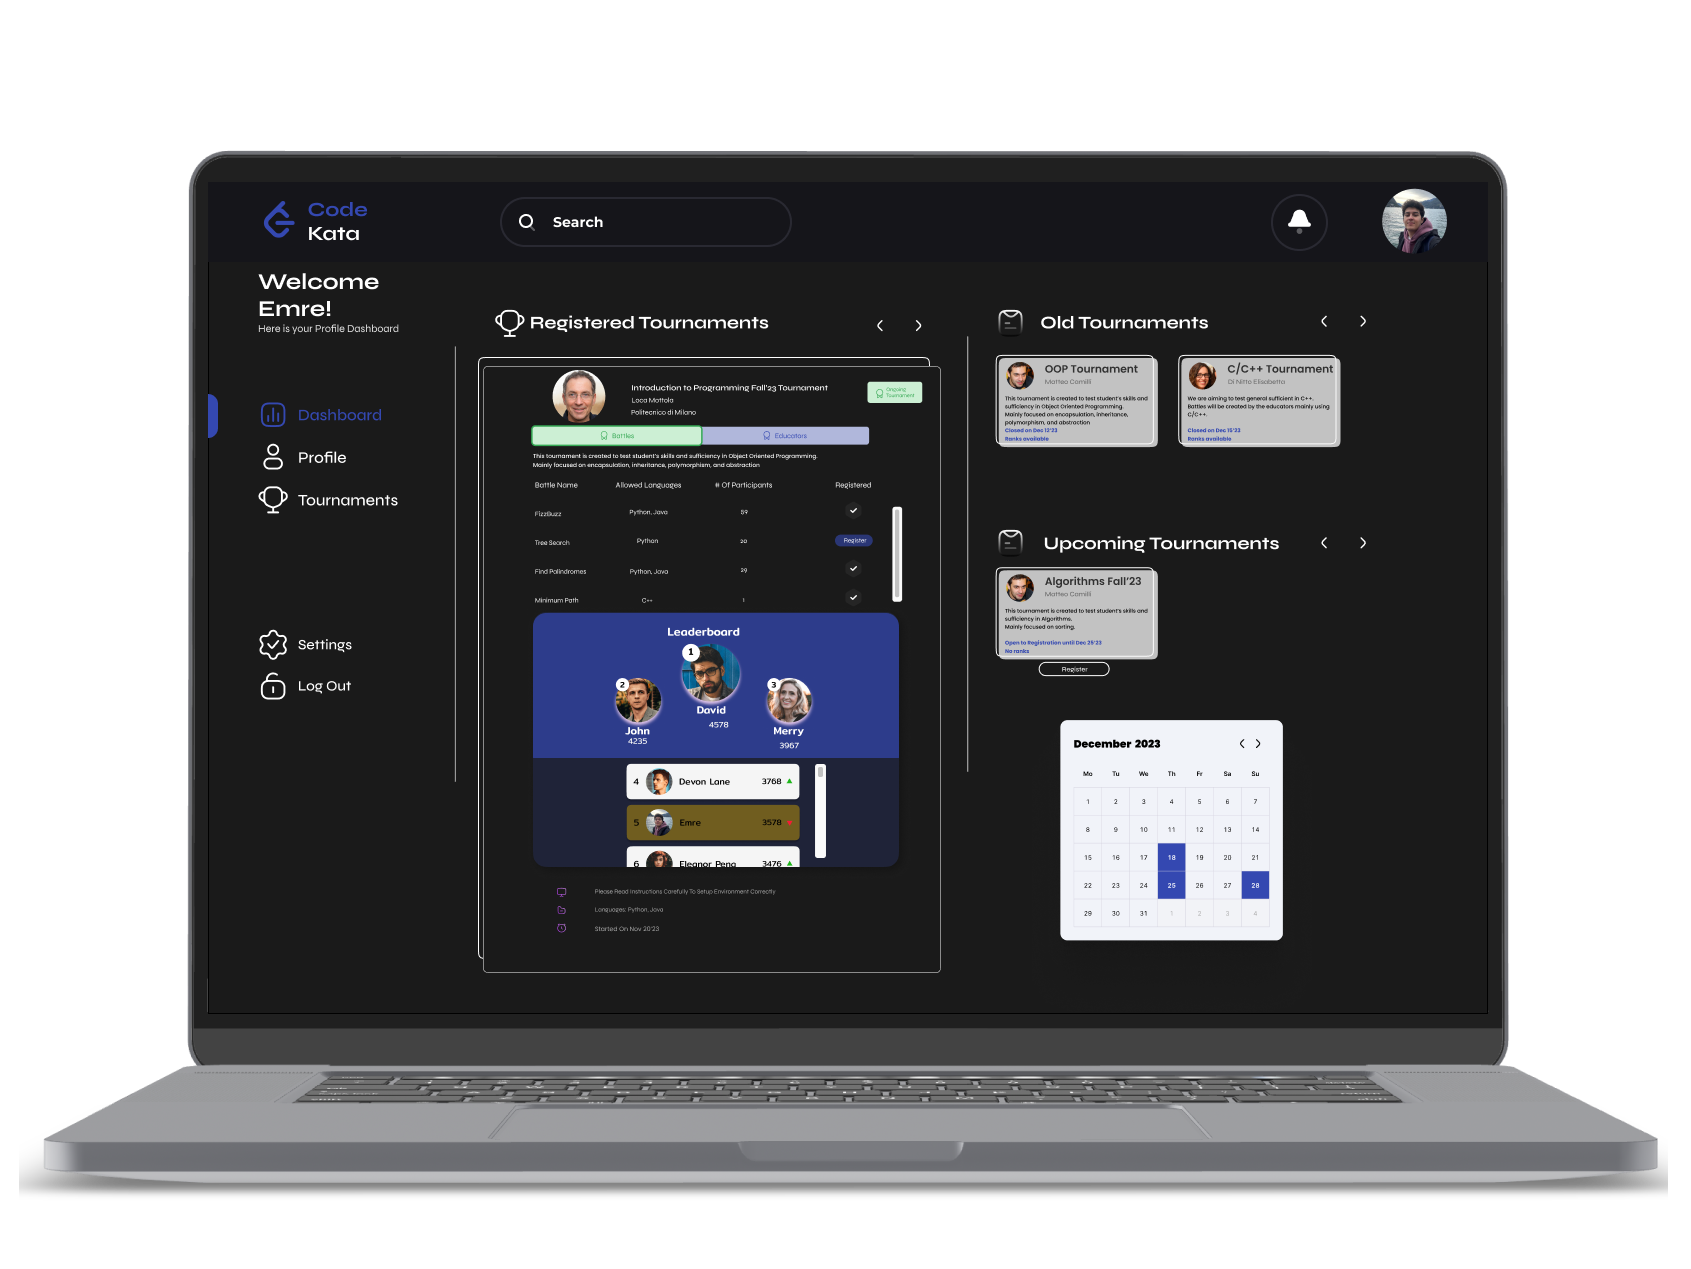 Code
Kata
Search
Welcome
Emre!
Here is your Profile Dashboard
Dashboard
Profile
Tournaments
Settings
Log Out
Registered Tournaments
Introduction to Programming Fall'23 Tournament
Loca Mottola
Politecnico di Milano
Ongoing
Tournament
Battles
Educators
This tournament is created to test student's skills and sufficiency in Object Oriented Programming.
Mainly focused on encapsulation, inheritance, polymorphism, and abstraction
Battle Name Allowed Languages # Of Participants Registered
FizzBuzz Python, Java 59
Tree Search Python 20 Register
Find Palindromes Python, Java 29
Minimum Path C++ 1
Leaderboard
1
David
4578
2
John
4235
3
Merry
3967
4 Devon Lane 3768
5 Emre 3578
6 Eleanor Pena 3476
Please Read Instructions Carefully To Setup Environment Correctly
Languages: Python, Java
Started On Nov 20'23
Old Tournaments
OOP Tournament
Matteo Camilli
This tournament is created to test student's skills and
sufficiency in Object Oriented Programming.
Mainly focused on encapsulation, inheritance,
polymorphism, and abstraction
Closed on Dec 12'23
Ranks available
C/C++ Tournament
Di Nitto Elisabetta
We are aiming to test general sufficient in C++.
Battles will be created by the educators mainly using
C/C++.
Closed on Dec 15'23
Ranks available
Upcoming Tournaments
Algorithms Fall'23
Matteo Camilli
This tournament is created to test student's skills and
sufficiency in Algorithms.
Mainly focused on sorting.
Open to Registration until Dec 25'23
No ranks
Register
December 2023
Mo Tu We Th Fr Sa Su
1 2 3 4 5 6 7
8 9 10 11 12 13 14
15 16 17 18 19 20 21
22 23 24 25 26 27 28
29 30 31 1 2 3 4